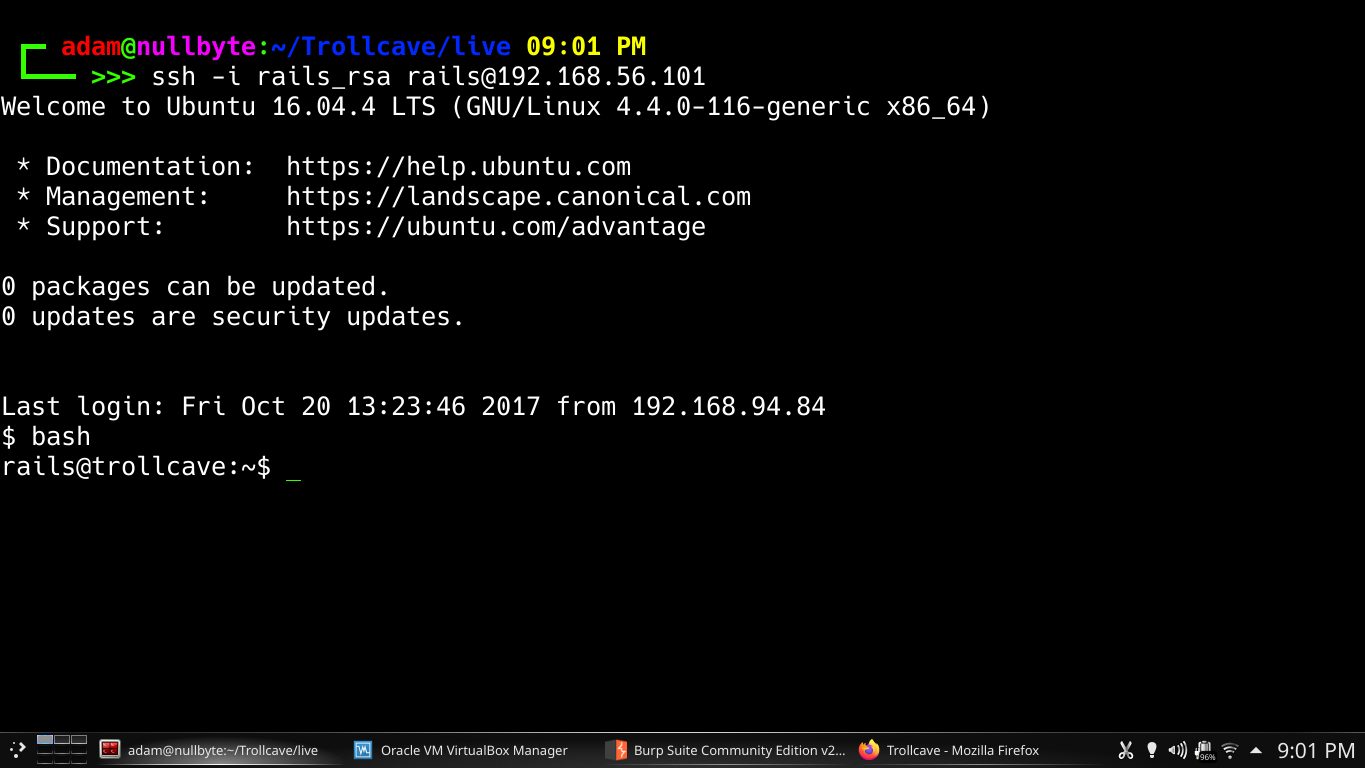 adam@nullbyte:~/Trollcave/live 09:01 PM
>>> ssh -i rails_rsa rails@192.168.56.101
Welcome to Ubuntu 16.04.4 LTS (GNU/Linux 4.4.0-116-generic x86_64)
* Documentation:  https://help.ubuntu.com
* Management:     https://landscape.canonical.com
* Support:        https://ubuntu.com/advantage
0 packages can be updated.
0 updates are security updates.
Last login: Fri Oct 20 13:23:46 2017 from 192.168.94.84
$ bash
rails@trollcave:~$ _
adam@nullbyte:~/Trollcave/live Oracle VM VirtualBox Manager Burp Suite Community Edition v2... Trollcave - Mozilla Firefox 96% 9:01 PM